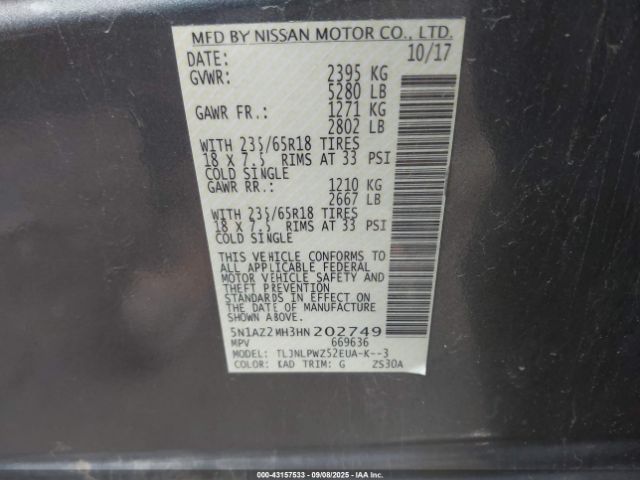 MFD BY NISSAN MOTOR CO., LTD.
DATE: 10/17
GVWR: 2395 KG
5280 LB
GAWR FR.: 1271 KG
2802 LB
WITH 235/65R18 TIRES
18 X 7.5 RIMS AT 33 PSI
COLD SINGLE
GAWR RR.: 1210 KG
2667 LB
WITH 235/65R18 TIRES
18 X 7.5 RIMS AT 33 PSI
COLD SINGLE
THIS VEHICLE CONFORMS TO
ALL APPLICABLE FEDERAL
MOTOR VEHICLE SAFETY AND
THEFT PREVENTION
STANDARDS IN EFFECT ON
THE DATE OF MANUFACTURE
SHOWN ABOVE.
5N1AZ2MH3HN202749
MPV 669636
MODEL: TLJNLPWZ52EUA-K--3
COLOR: KAD TRIM: G ZS30A
000-43157533 - 09/08/2025 - IAA Inc.